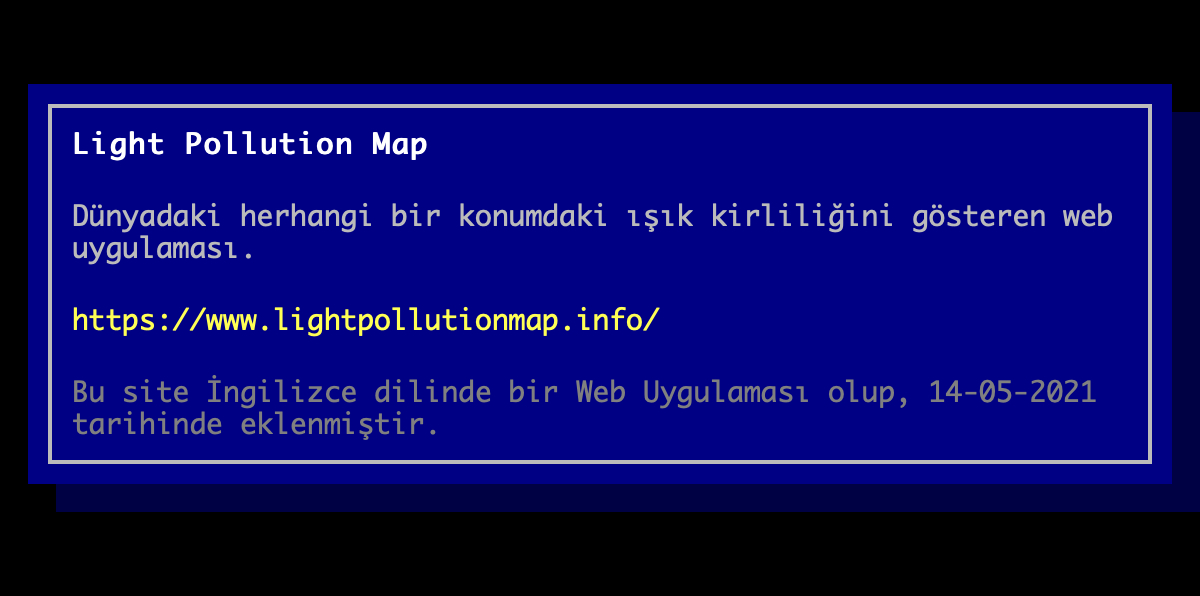 Light Pollution Map
Dünyadaki herhangi bir konumdaki ışık kirliliğini gösteren web
uygulaması.
https://www.lightpollutionmap.info/
Bu site İngilizce dilinde bir Web Uygulaması olup, 14-05-2021
tarihinde eklenmiştir.